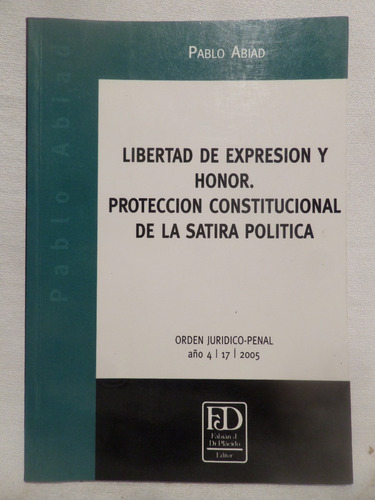 PABLO ABIAD
Pablo Abiad
LIBERTAD DE EXPRESION Y
HONOR.
PROTECCION CONSTITUCIONAL
DE LA SATIRA POLITICA
ORDEN JURIDICO-PENAL
año 4 | 17 | 2005
FD
Fabián J.
Di Plácido
Editor